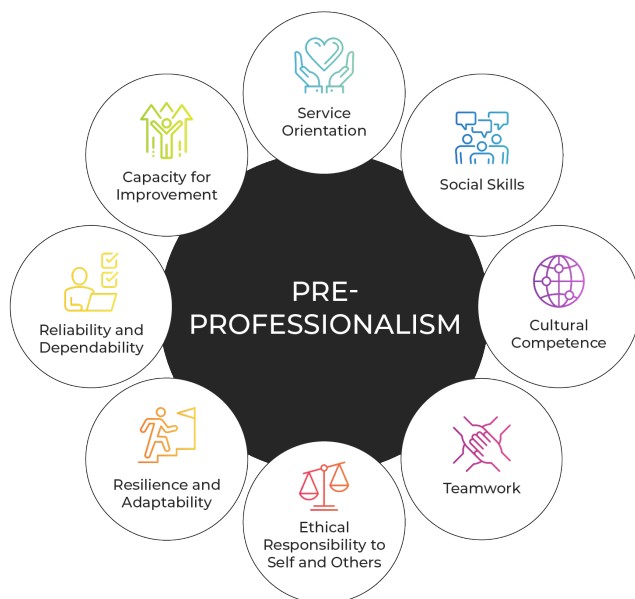 PRE-
PROFESSIONALISM
Service
Orientation
Social Skills
Cultural
Competence
Teamwork
Ethical
Responsibility to
Self and Others
Resilience and
Adaptability
Reliability and
Dependability
Capacity for
Improvement